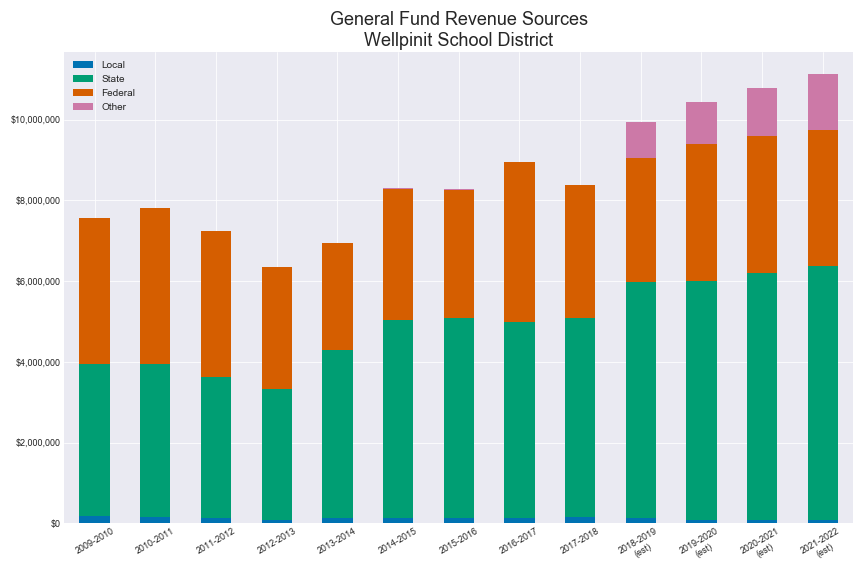 General Fund Revenue Sources
Wellpinit School District
Local
State
Federal
Other
$10,000,000
$8,000,000
$6,000,000
$4,000,000
$2,000,000
$0
2009-2010
2010-2011
2011-2012
2012-2013
2013-2014
2014-2015
2015-2016
2016-2017
2017-2018
2018-2019
(est)
2019-2020
(est)
2020-2021
(est)
2021-2022
(est)